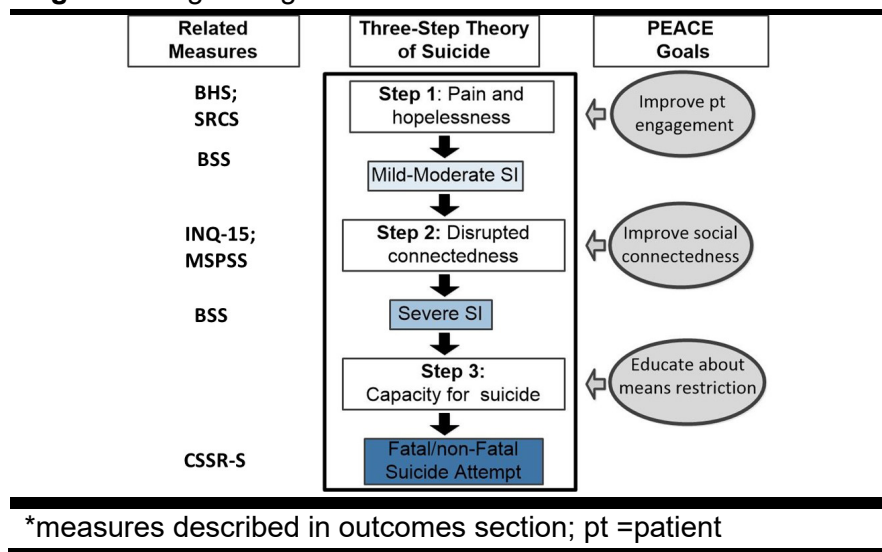 Related
Measures
Three-Step Theory
of Suicide
PEACE
Goals
BHS;
SRCS
Step 1: Pain and
hopelessness
Improve pt
engagement
BSS
Mild-Moderate SI
INQ-15;
MSPSS
Step 2: Disrupted
connectedness
Improve social
connectedness
BSS
Severe SI
Step 3:
Capacity for suicide
Educate about
means restriction
CSSR-S
Fatal/non-Fatal
Suicide Attempt
*measures described in outcomes section; pt =patient